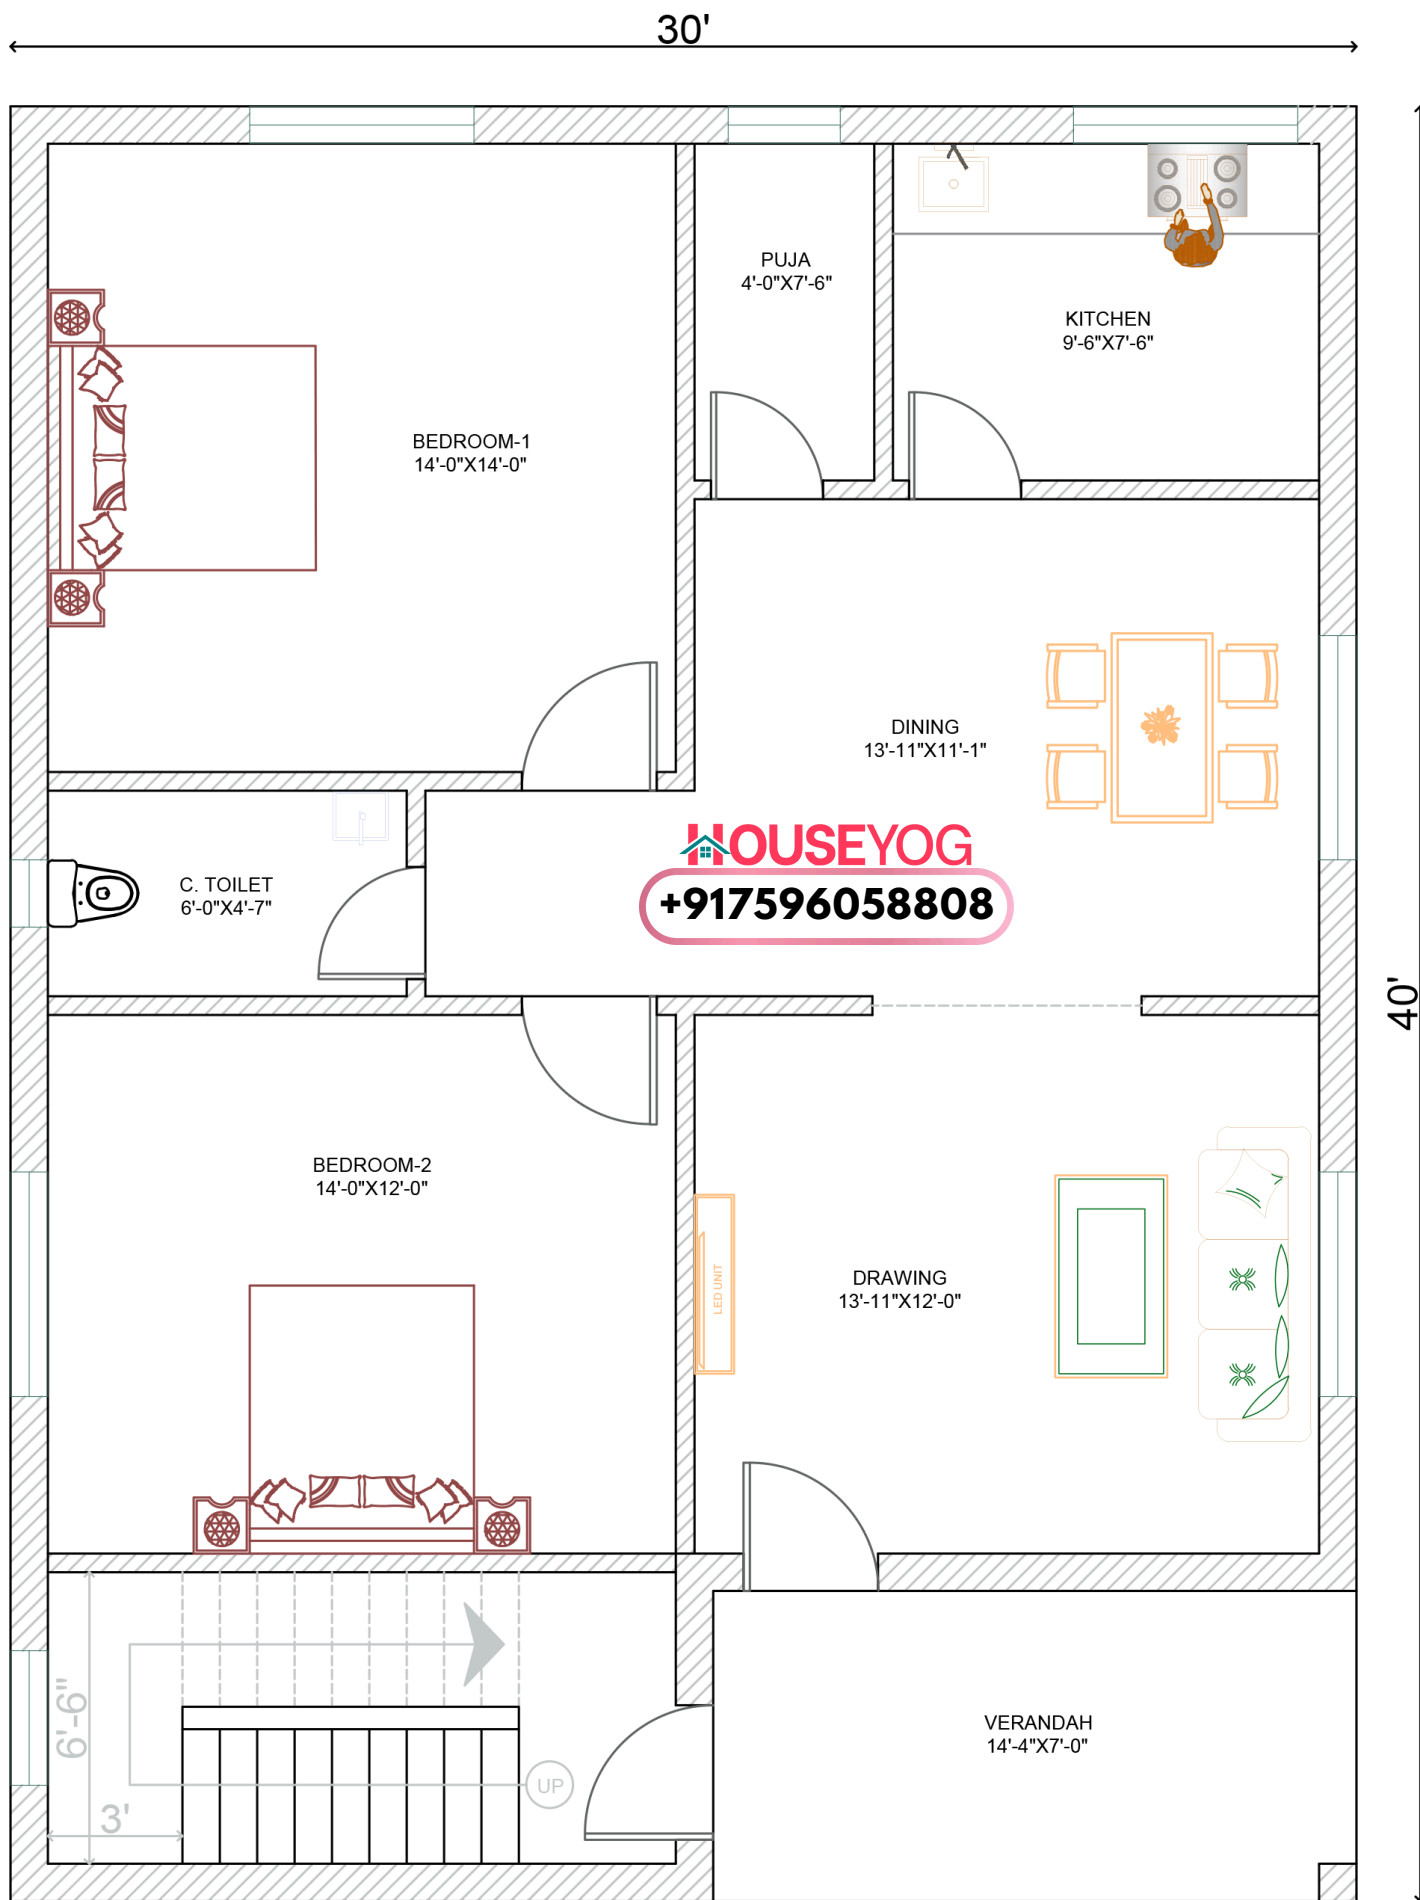 30'
PUJA
4'-0"X7'-6"
KITCHEN
9'-6"X7'-6"
BEDROOM-1
14'-0"X14'-0"
DINING
13'-11"X11'-1"
HOUSEYOG
+917596058808
C. TOILET
6'-0"X4'-7"
40'
BEDROOM-2
14'-0"X12'-0"
DRAWING
13'-11"X12'-0"
LED UNIT
6'-6"
3'
UP
VERANDAH
14'-4"X7'-0"